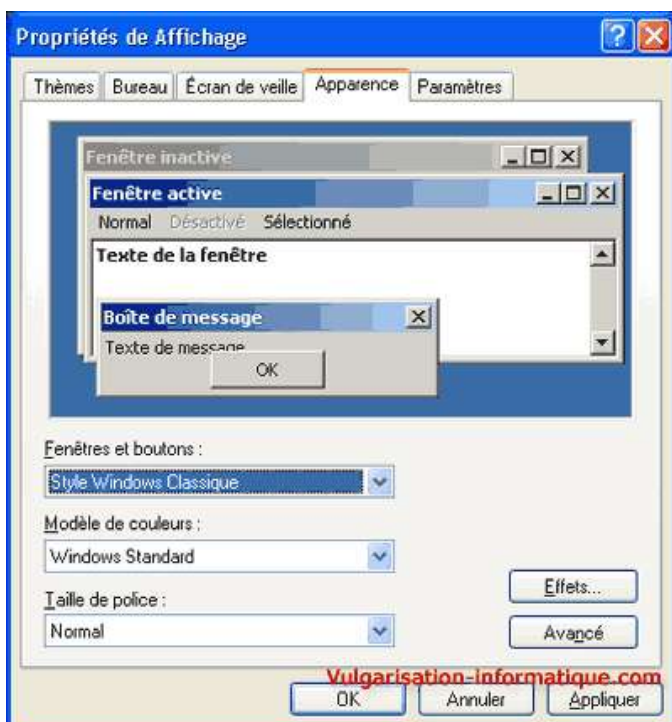 Propriétés de Affichage
Thèmes Bureau Écran de veille Apparence Paramètres
Fenêtre inactive
Fenêtre active
Normal Désactivé Sélectionné
Texte de la fenêtre
Boîte de message
Texte de message
OK
Fenêtres et boutons :
Style Windows Classique
Modèle de couleurs :
Windows Standard
Effets...
Taille de police :
Normal
Avancé
Vulgarisation-informatique.com
OK Annuler Appliquer